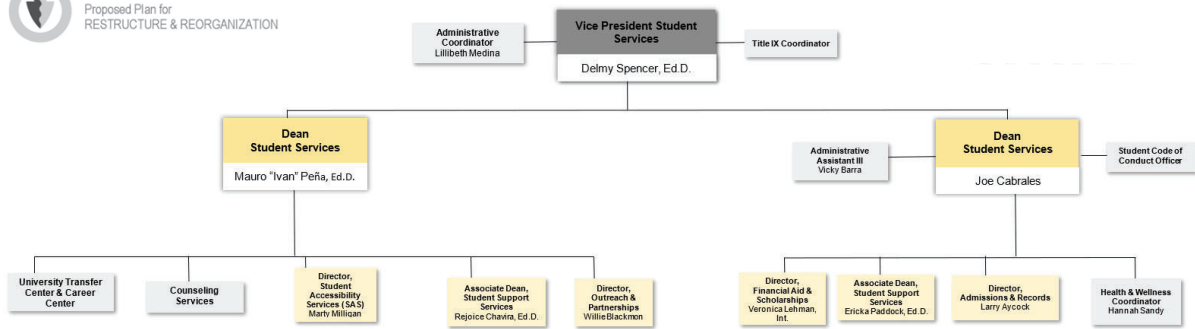 Proposed Plan for
RESTRUCTURE & REORGANIZATION
Vice President Student
Services
Delmy Spencer, Ed.D.
Administrative
Coordinator
Lillibeth Medina
Title IX Coordinator
Dean
Student Services
Mauro "Ivan" Peña, Ed.D.
Dean
Student Services
Joe Cabrales
Administrative
Assistant III
Vicky Barra
Student Code of
Conduct Officer
University Transfer
Center & Career
Center
Counseling
Services
Director,
Student
Accessibility
Services (SAS)
Marty Milligan
Associate Dean,
Student Support
Services
Rejoice Chavira, Ed.D.
Director,
Outreach &
Partnerships
Willie Blackmon
Director,
Financial Aid &
Scholarships
Veronica Lehman,
Int.
Associate Dean,
Student Support
Services
Ericka Paddock, Ed.D.
Director,
Admissions & Records
Larry Aycock
Health & Wellness
Coordinator
Hannah Sandy